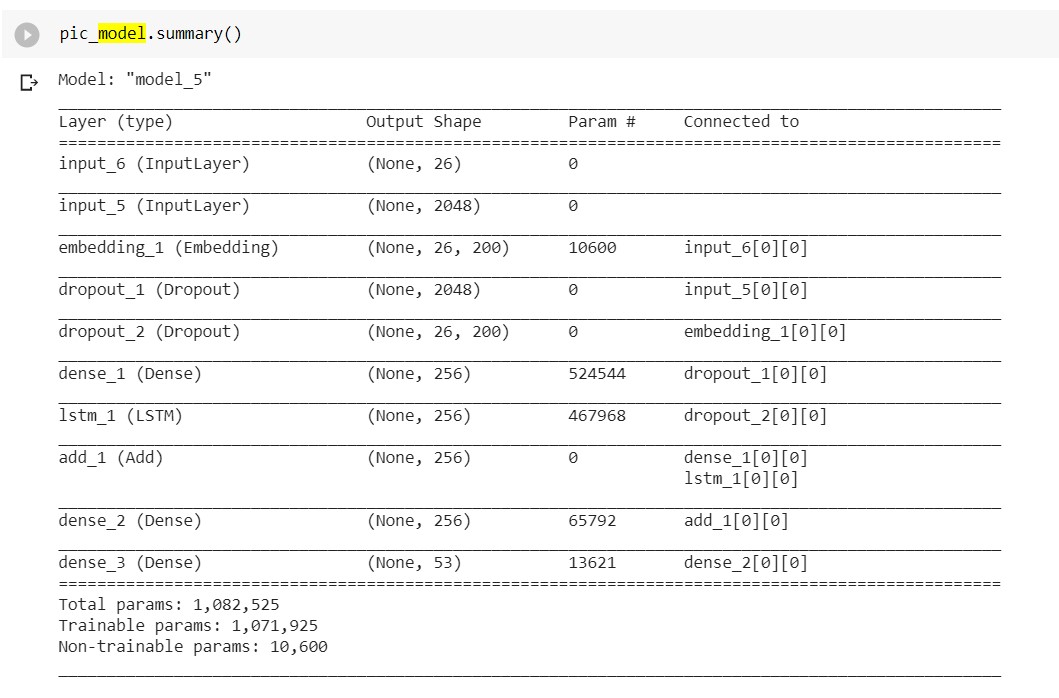 pic_model.summary()
Model: "model_5"
Layer (type) Output Shape Param # Connected to
input_6 (InputLayer) (None, 26) 0
input_5 (InputLayer) (None, 2048) 0
embedding_1 (Embedding) (None, 26, 200) 10600 input_6[0][0]
dropout_1 (Dropout) (None, 2048) 0 input_5[0][0]
dropout_2 (Dropout) (None, 26, 200) 0 embedding_1[0][0]
dense_1 (Dense) (None, 256) 524544 dropout_1[0][0]
lstm_1 (LSTM) (None, 256) 467968 dropout_2[0][0]
add_1 (Add) (None, 256) 0 dense_1[0][0]
lstm_1[0][0]
dense_2 (Dense) (None, 256) 65792 add_1[0][0]
dense_3 (Dense) (None, 53) 13621 dense_2[0][0]
Total params: 1,082,525
Trainable params: 1,071,925
Non-trainable params: 10,600